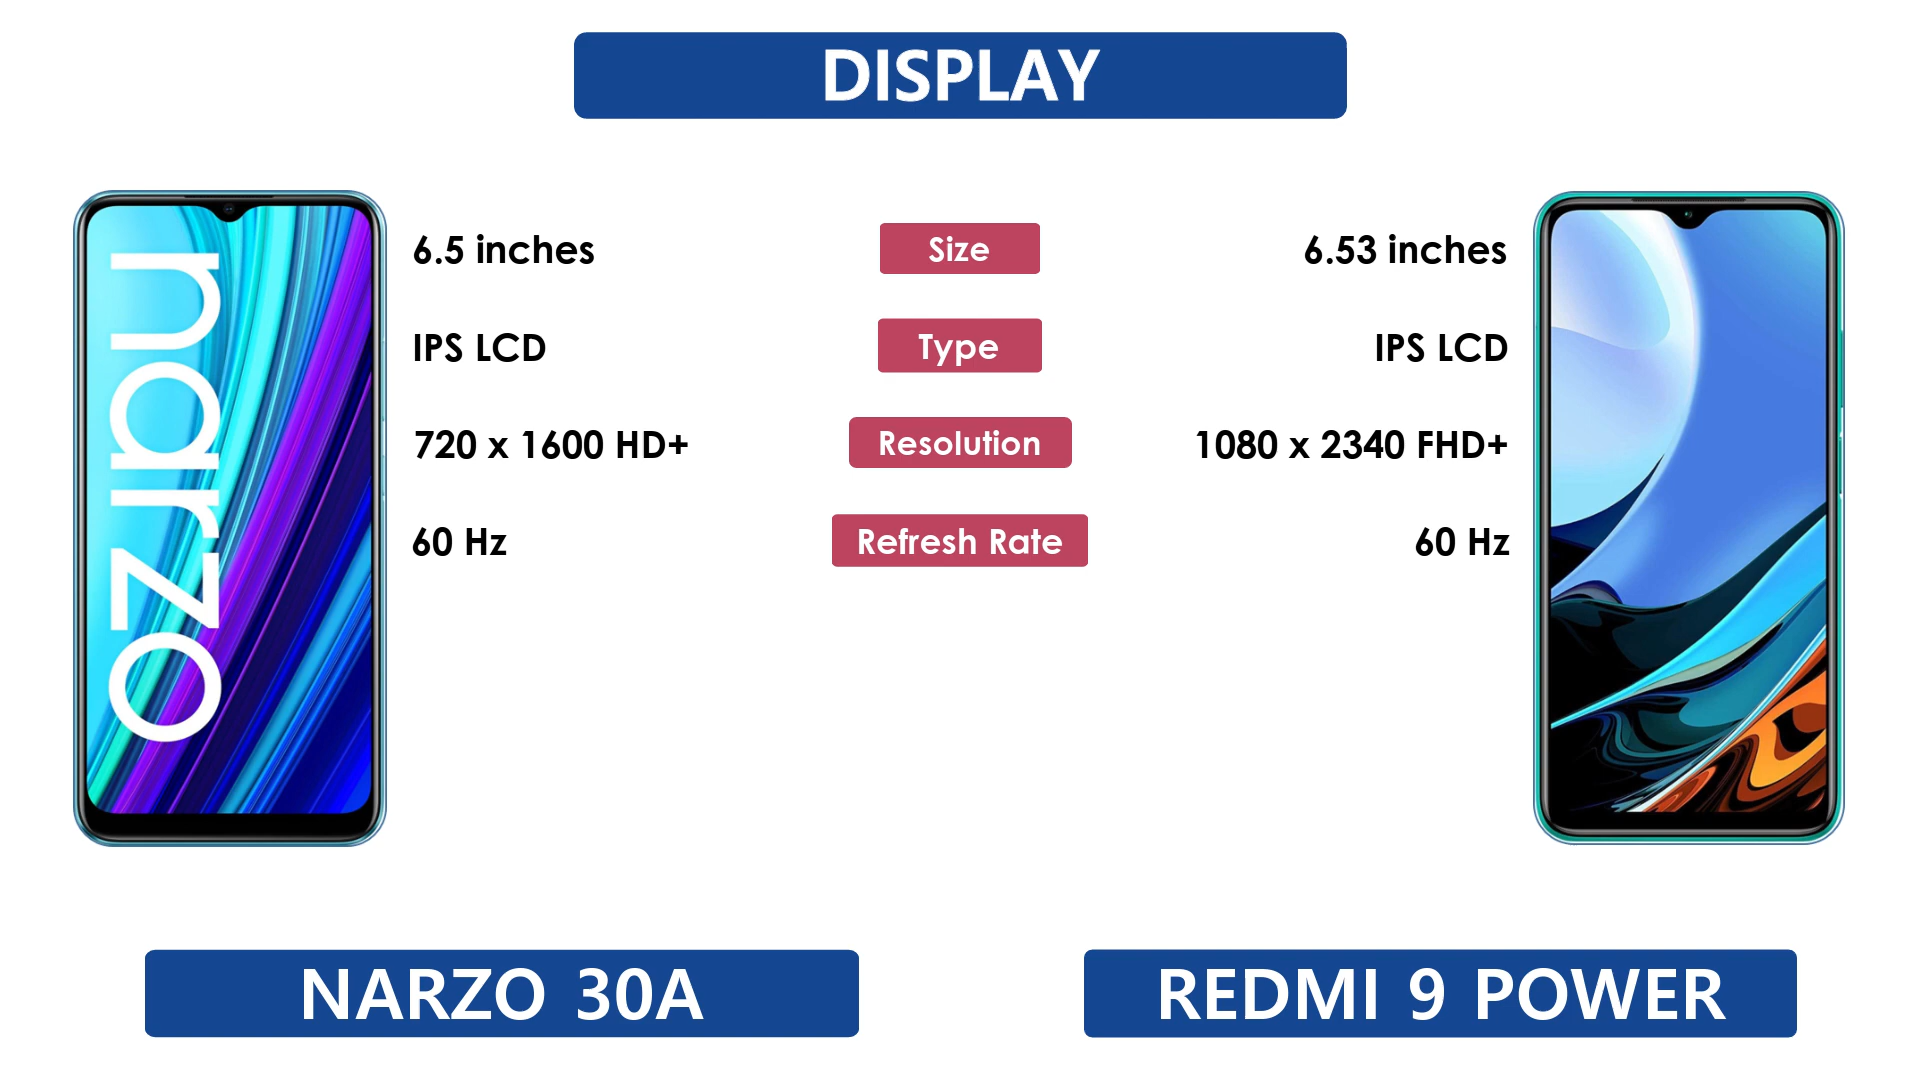 DISPLAY
6.5 inches Size 6.53 inches
IPS LCD Type IPS LCD
720 x 1600 HD+ Resolution 1080 x 2340 FHD+
60 Hz Refresh Rate 60 Hz
narzo
NARZO 30A REDMI 9 POWER